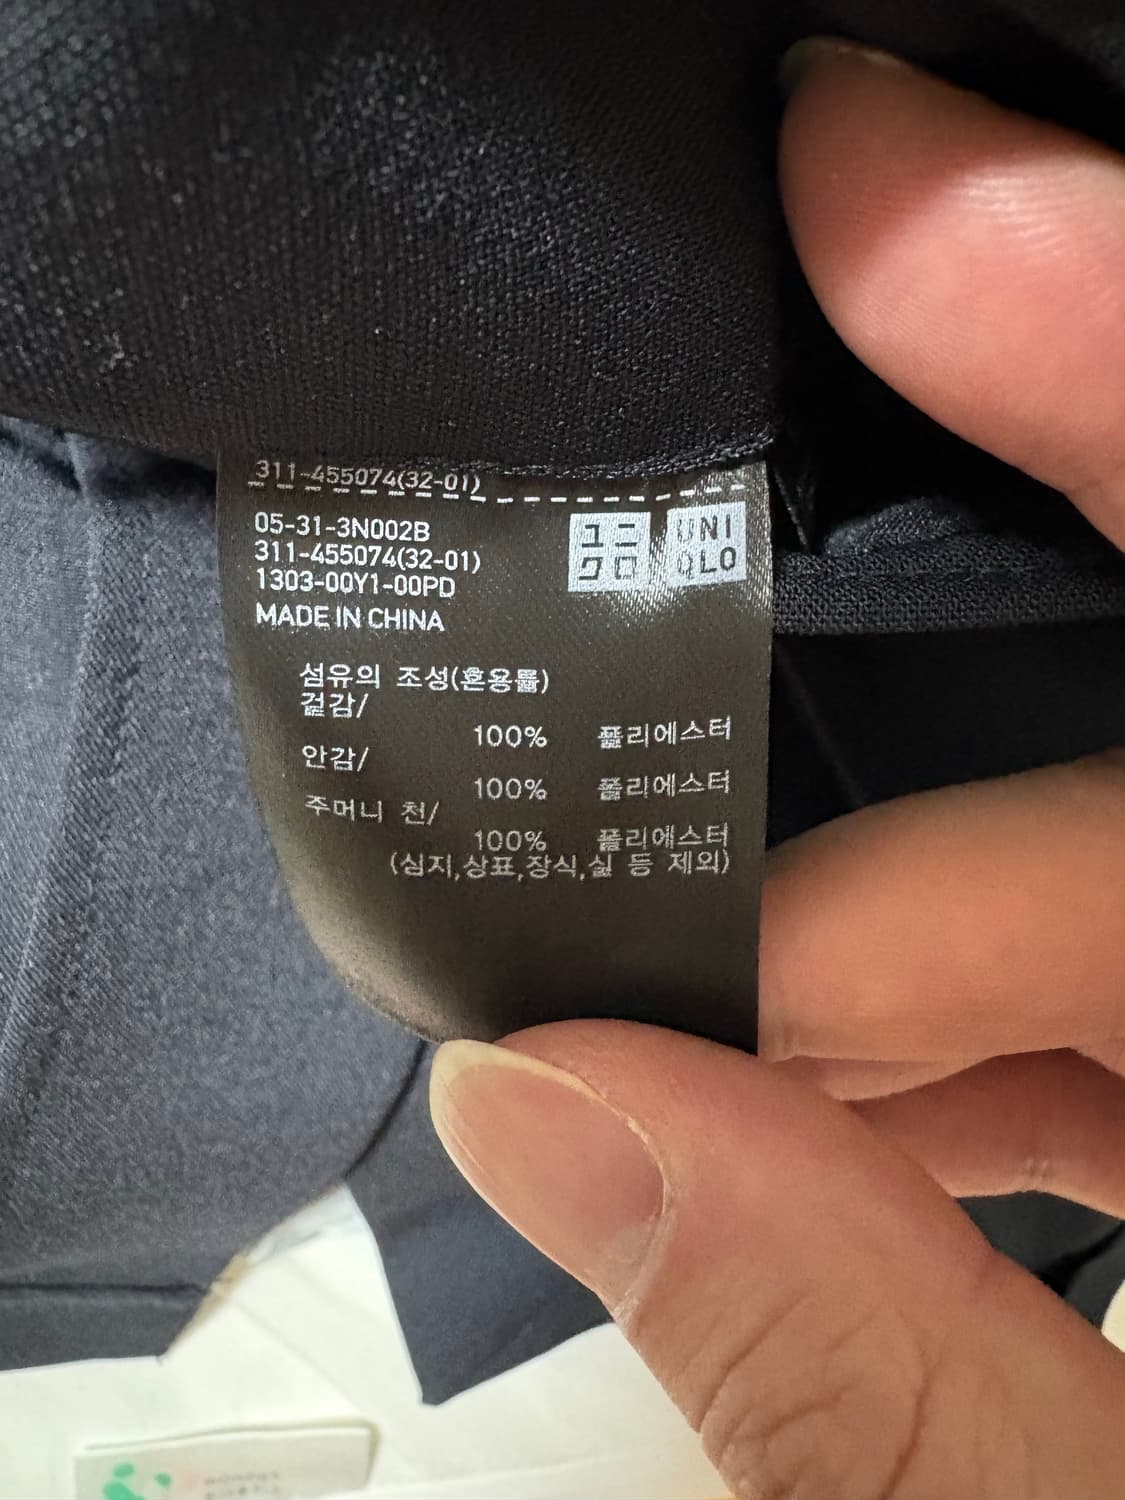 311-455074(32-01)
05-31-3N002B
311-455074(32-01)
1303-00Y1-00PD
MADE IN CHINA
ユニ
クロ
UNI
QLO
섬유의 조성(혼용률)
겉감/
100% 폴리에스터
안감/
100% 폴리에스터
주머니 천/
100% 폴리에스터
(심지,상표,장식,실 등 제외)